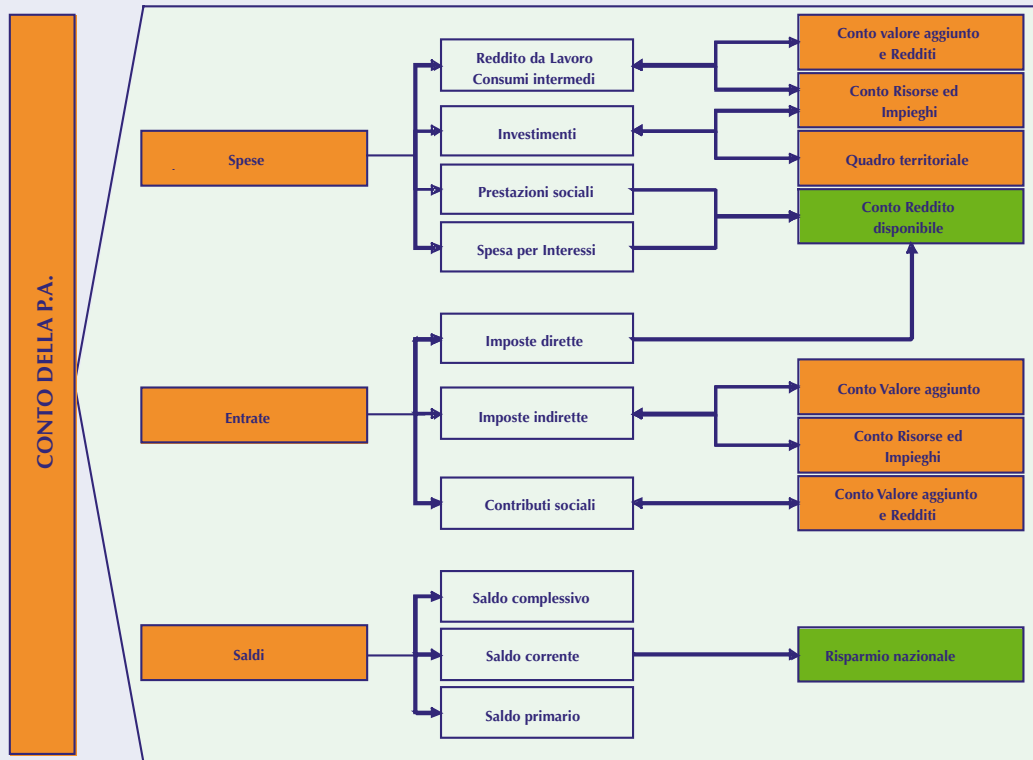 CONTO DELLA P.A.
Spese
Reddito da Lavoro
Consumi intermedi
Investimenti
Prestazioni sociali
Spesa per Interessi
Conto valore aggiunto
e Redditi
Conto Risorse ed
Impieghi
Quadro territoriale
Conto Reddito
disponibile
Entrate
Imposte dirette
Imposte indirette
Contributi sociali
Conto Valore aggiunto
Conto Risorse ed
Impieghi
Conto Valore aggiunto
e Redditi
Saldi
Saldo complessivo
Saldo corrente
Saldo primario
Risparmio nazionale